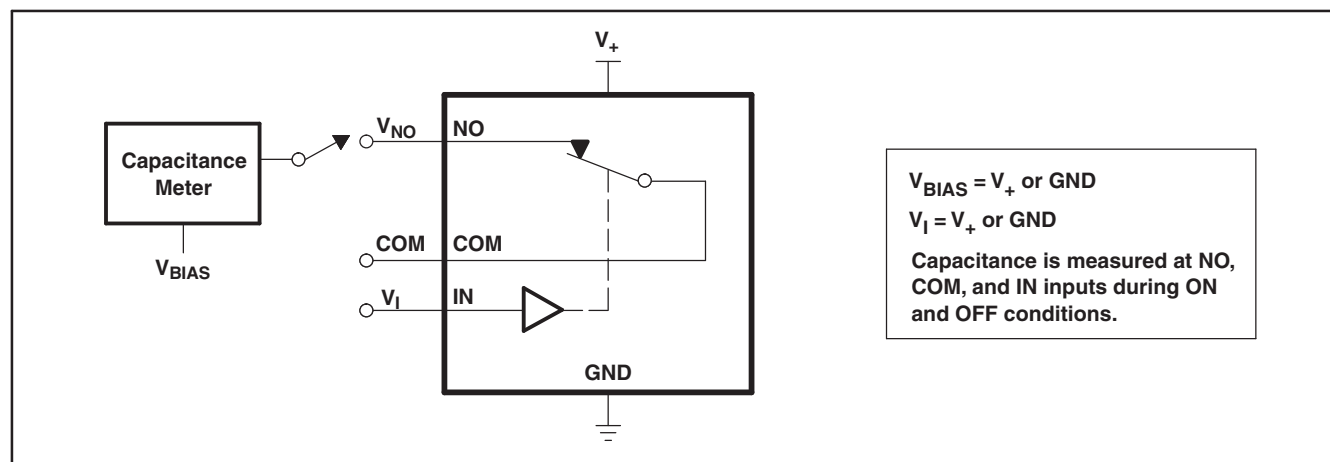 V+
Capacitance
Meter
VBIAS
VNO
NO
COM
COM
VI
IN
GND
VBIAS = V+ or GND
VI = V+ or GND
Capacitance is measured at NO,
COM, and IN inputs during ON
and OFF conditions.